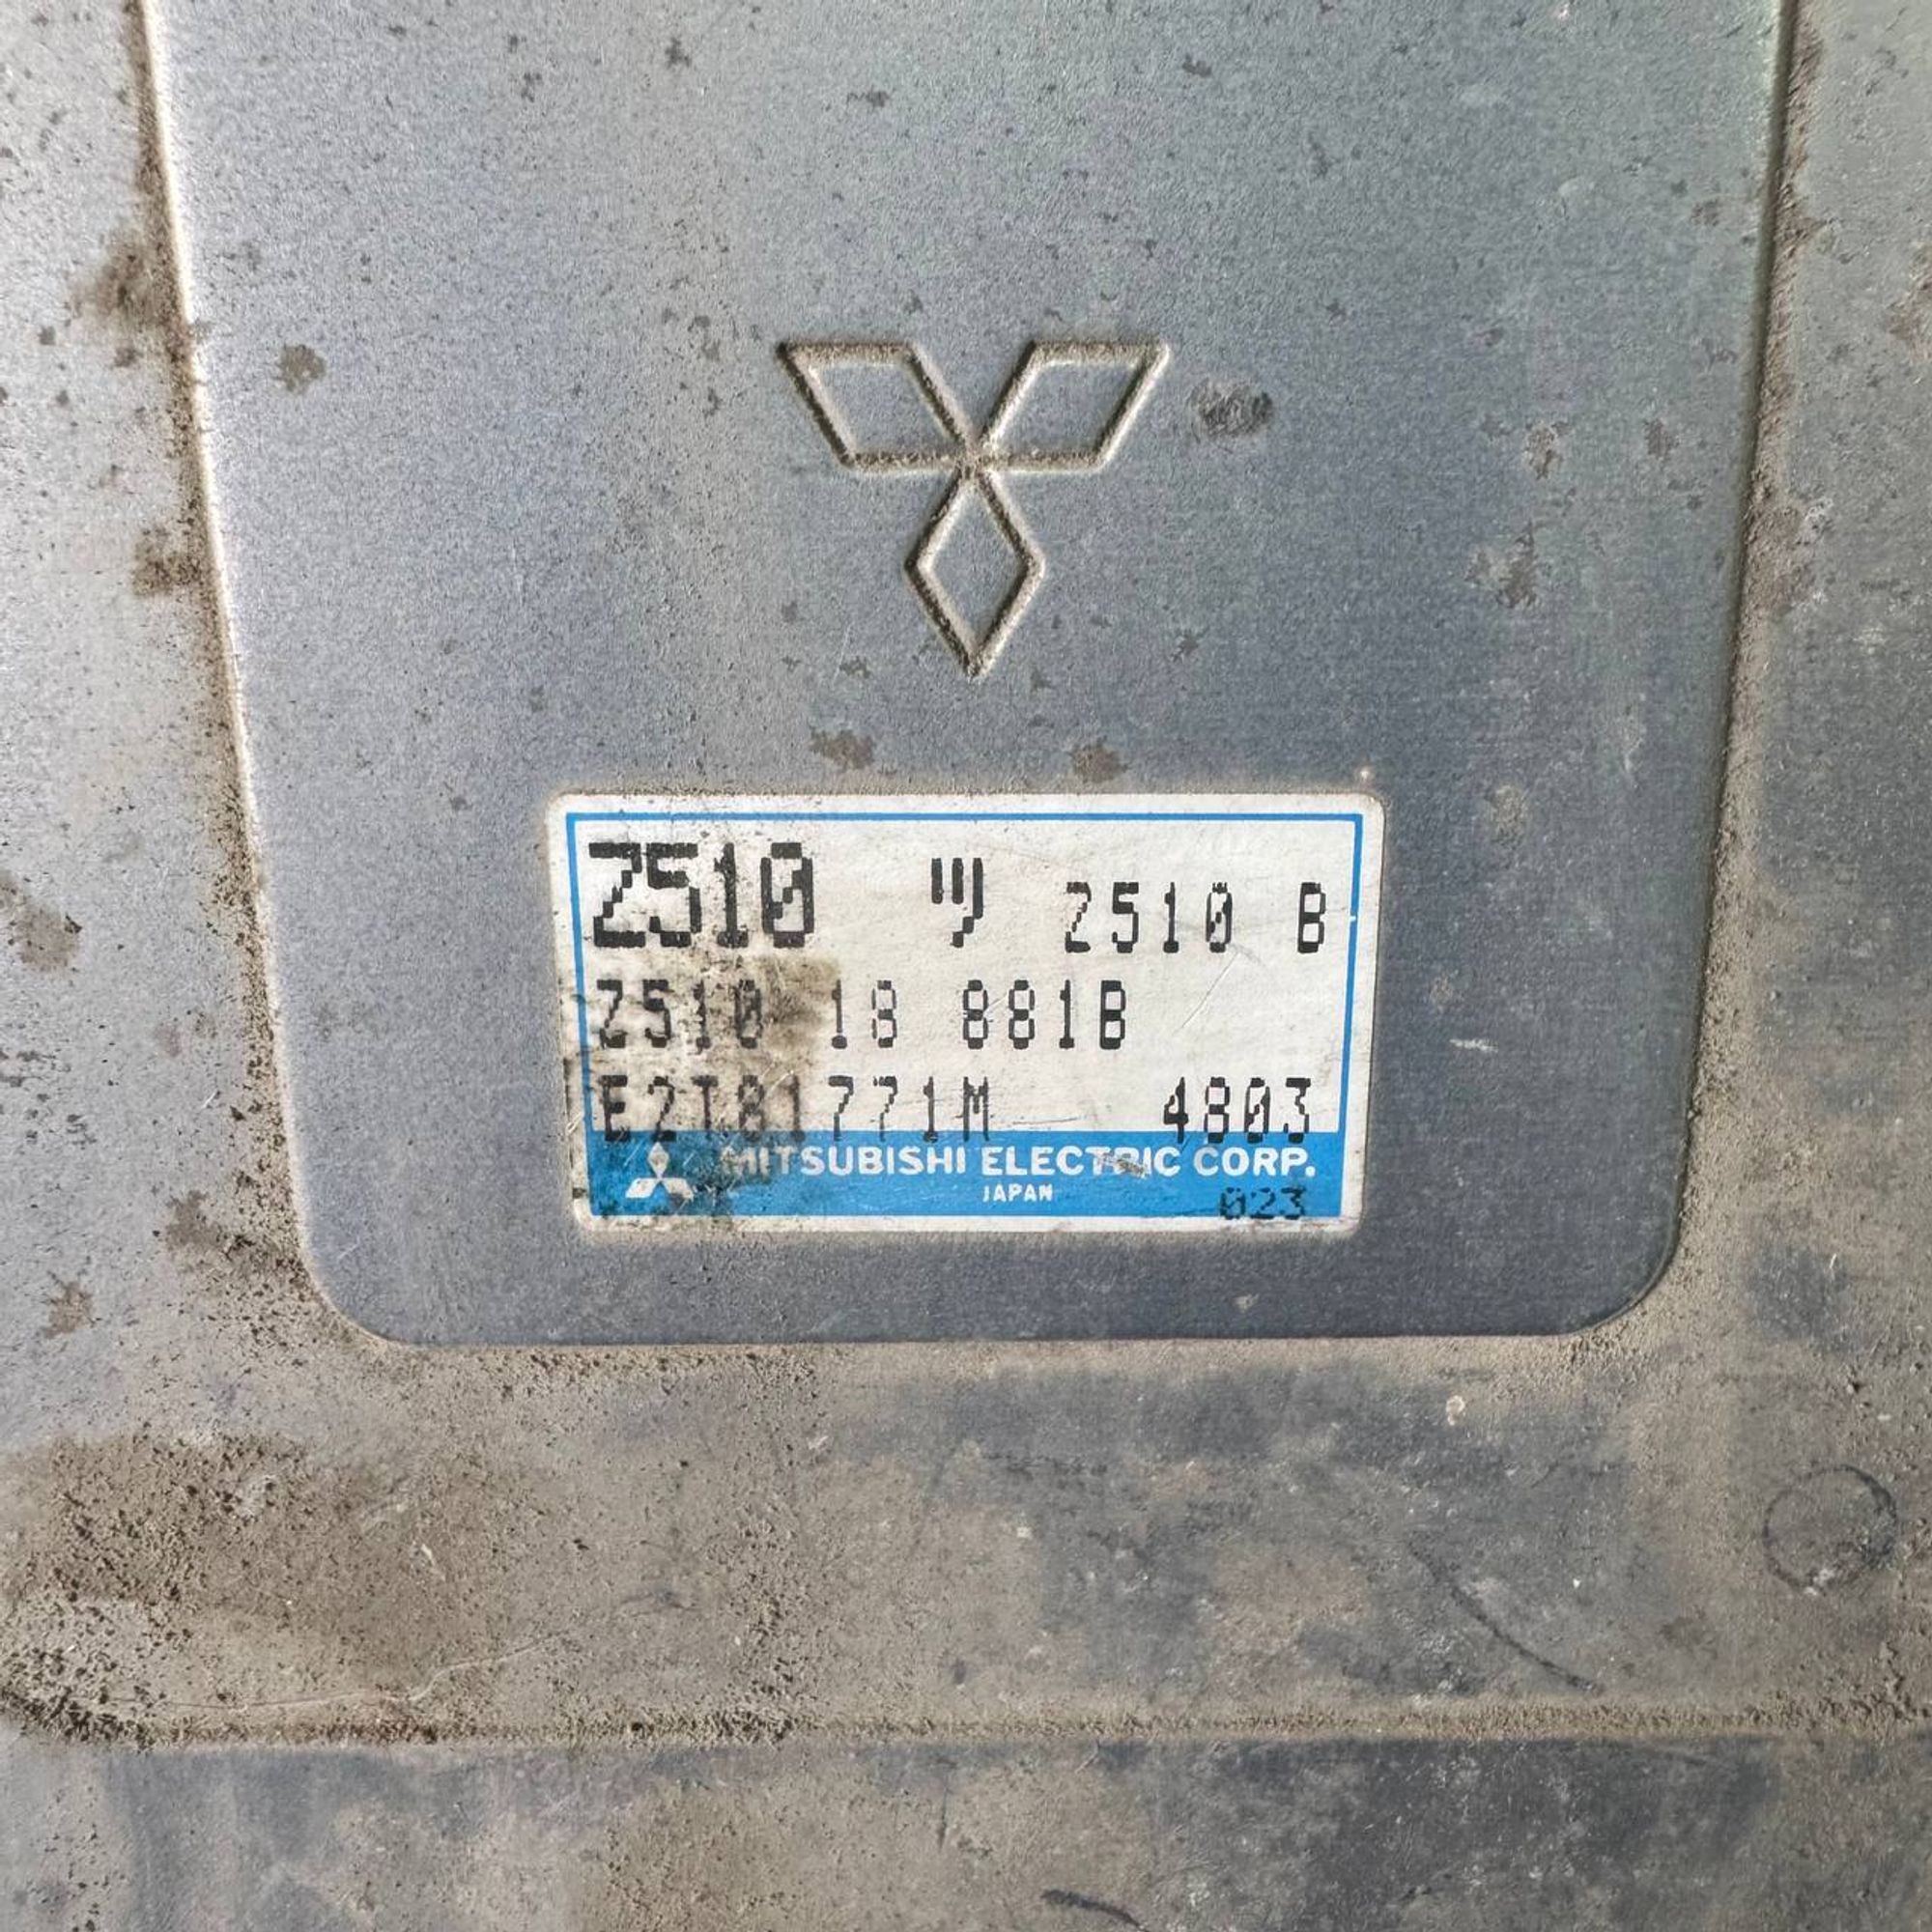 Z510 ツ Z510 B
Z510 18 881B
E2T81771M 4803
MITSUBISHI ELECTRIC CORP.
JAPAN 023